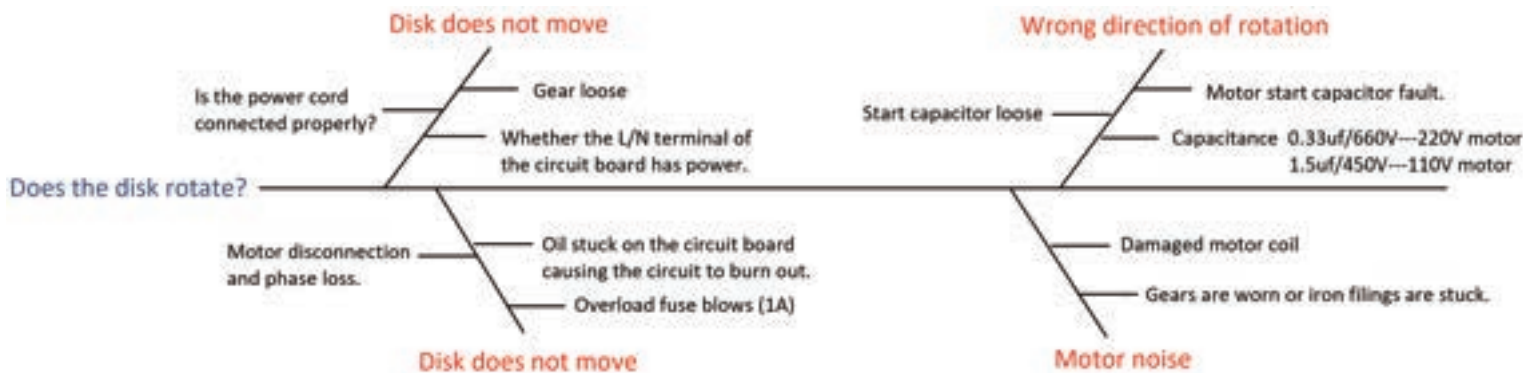 Disk does not move
Wrong direction of rotation
Is the power cord
connected properly?
Gear loose
Whether the L/N terminal of
the circuit board has power.
Start capacitor loose
Motor start capacitor fault.
Capacitance 0.33uf/660V---220V motor
1.5uf/450V---110V motor
Does the disk rotate?
Motor disconnection
and phase loss.
Oil stuck on the circuit board
causing the circuit to burn out.
Overload fuse blows (1A)
Damaged motor coil
Gears are worn or iron filings are stuck.
Disk does not move
Motor noise